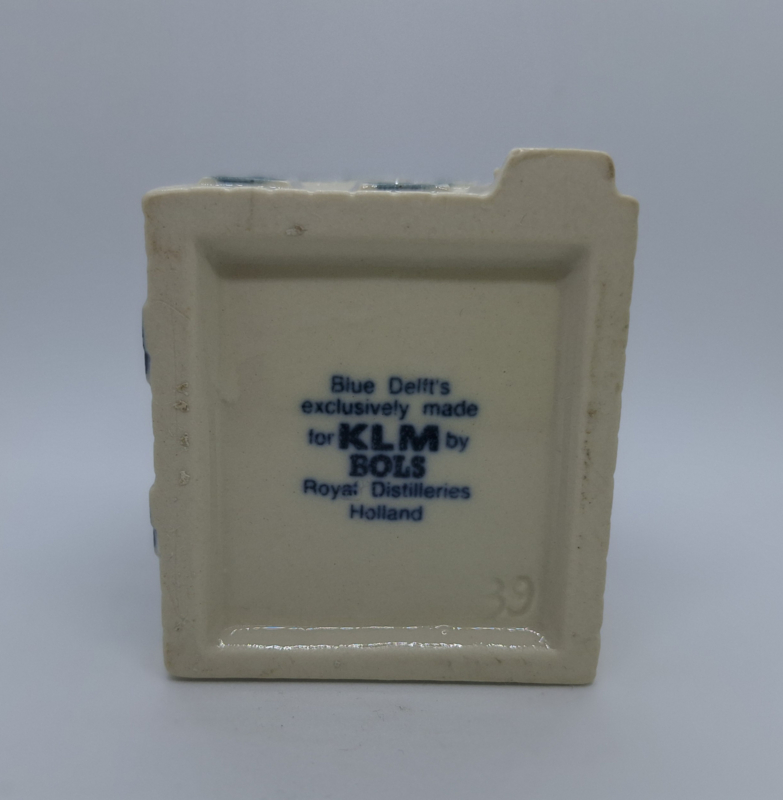 Blue Delft's
exclusively made
for KLM by
BOLS
Royal Distilleries
Holland
39